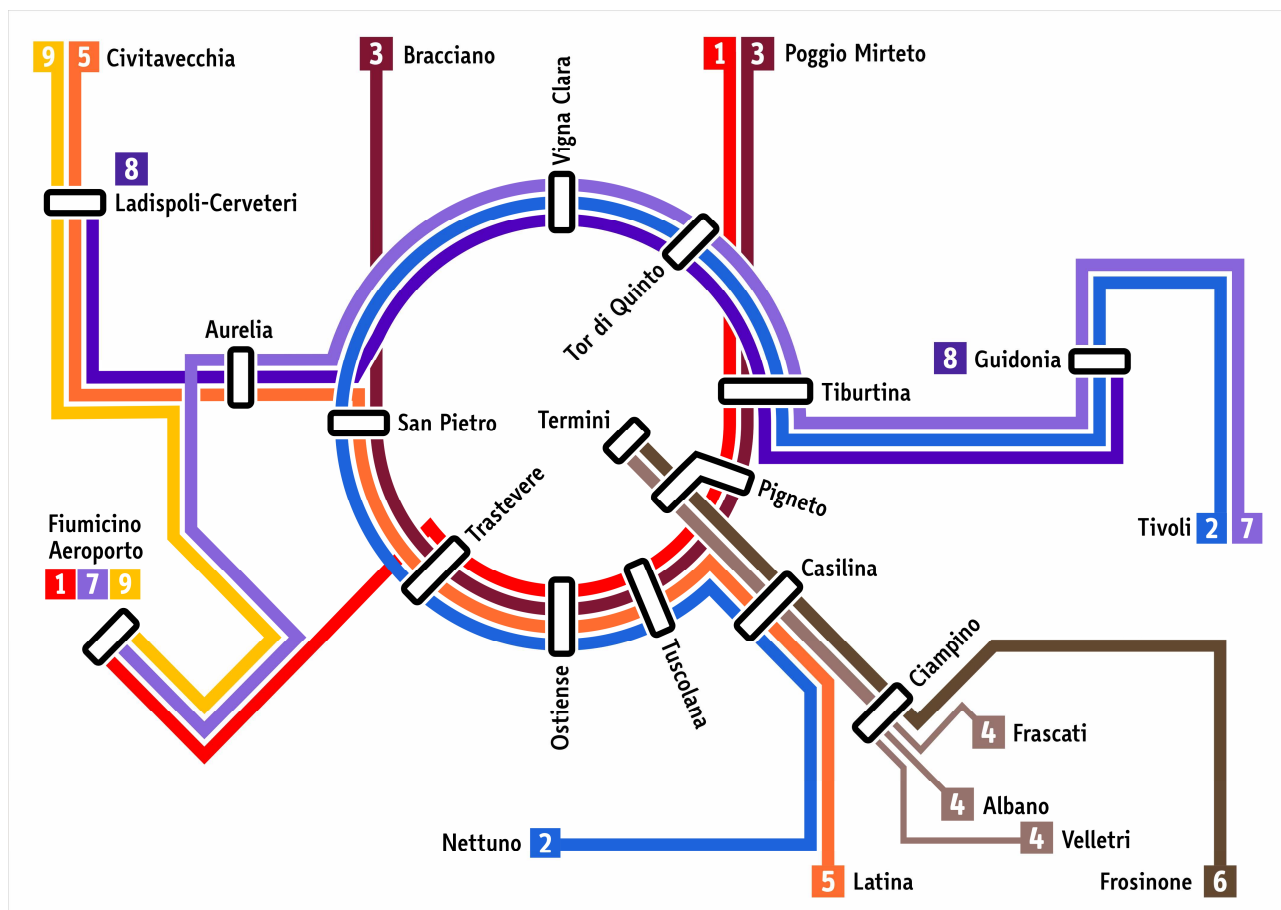 9 5 Civitavecchia
3 Bracciano
Vigna Clara
1 3 Poggio Mirteto
8
Ladispoli-Cerveteri
Tor di Quinto
Aurelia
8 Guidonia
Tiburtina
San Pietro
Termini
Trastevere
Pigneto
Fiumicino
Aeroporto
1 7 9
Tivoli 2 7
Casilina
Ostiense
Tuscolana
Ciampino
4 Frascati
4 Albano
Nettuno 2
4 Velletri
5 Latina
Frosinone 6